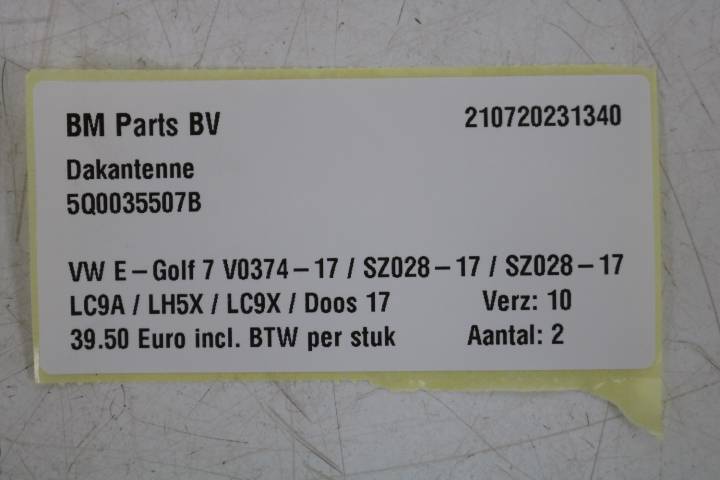 BM Parts BV 210720231340
Dakantenne
5Q0035507B
VW E-Golf 7 V0374-17 / SZ028-17 / SZ028-17
LC9A / LH5X / LC9X / Doos 17 Verz: 10
39.50 Euro incl. BTW per stuk Aantal: 2